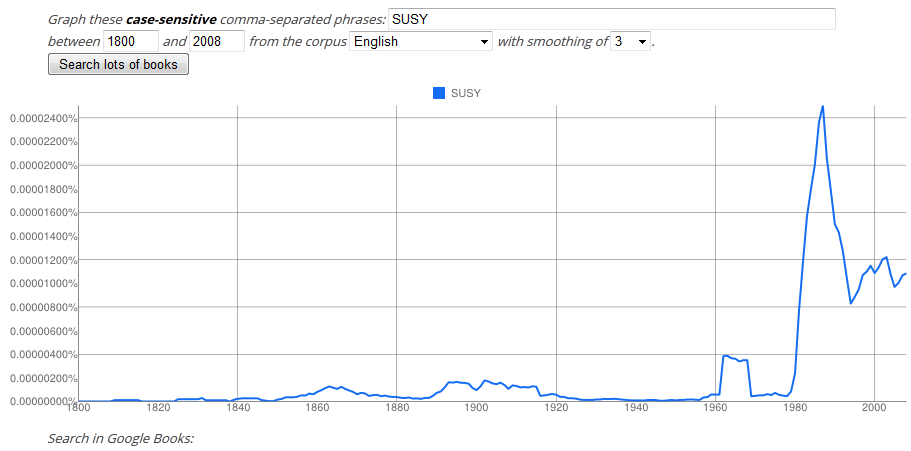 Graph these case-sensitive comma-separated phrases: SUSY
between 1800 and 2008 from the corpus English with smoothing of 3 .
Search lots of books
SUSY
0.00002400%
0.00002200%
0.00002000%
0.00001800%
0.00001600%
0.00001400%
0.00001200%
0.00001000%
0.00000800%
0.00000600%
0.00000400%
0.00000200%
0.00000000%
1800 1820 1840 1860 1880 1900 1920 1940 1960 1980 2000
Search in Google Books: